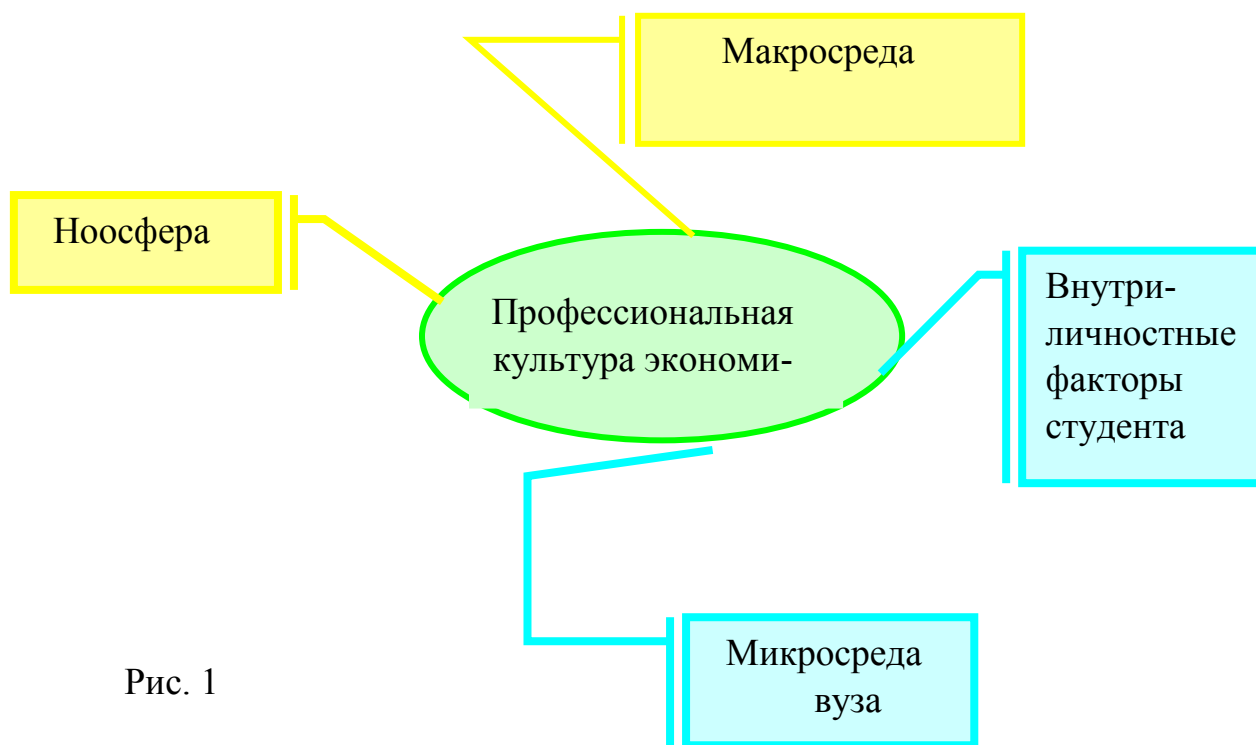 Макросреда
Ноосфера
Профессиональная
культура экономи-
Внутри-
личностные
факторы
студента
Микросреда
вуза
Рис. 1